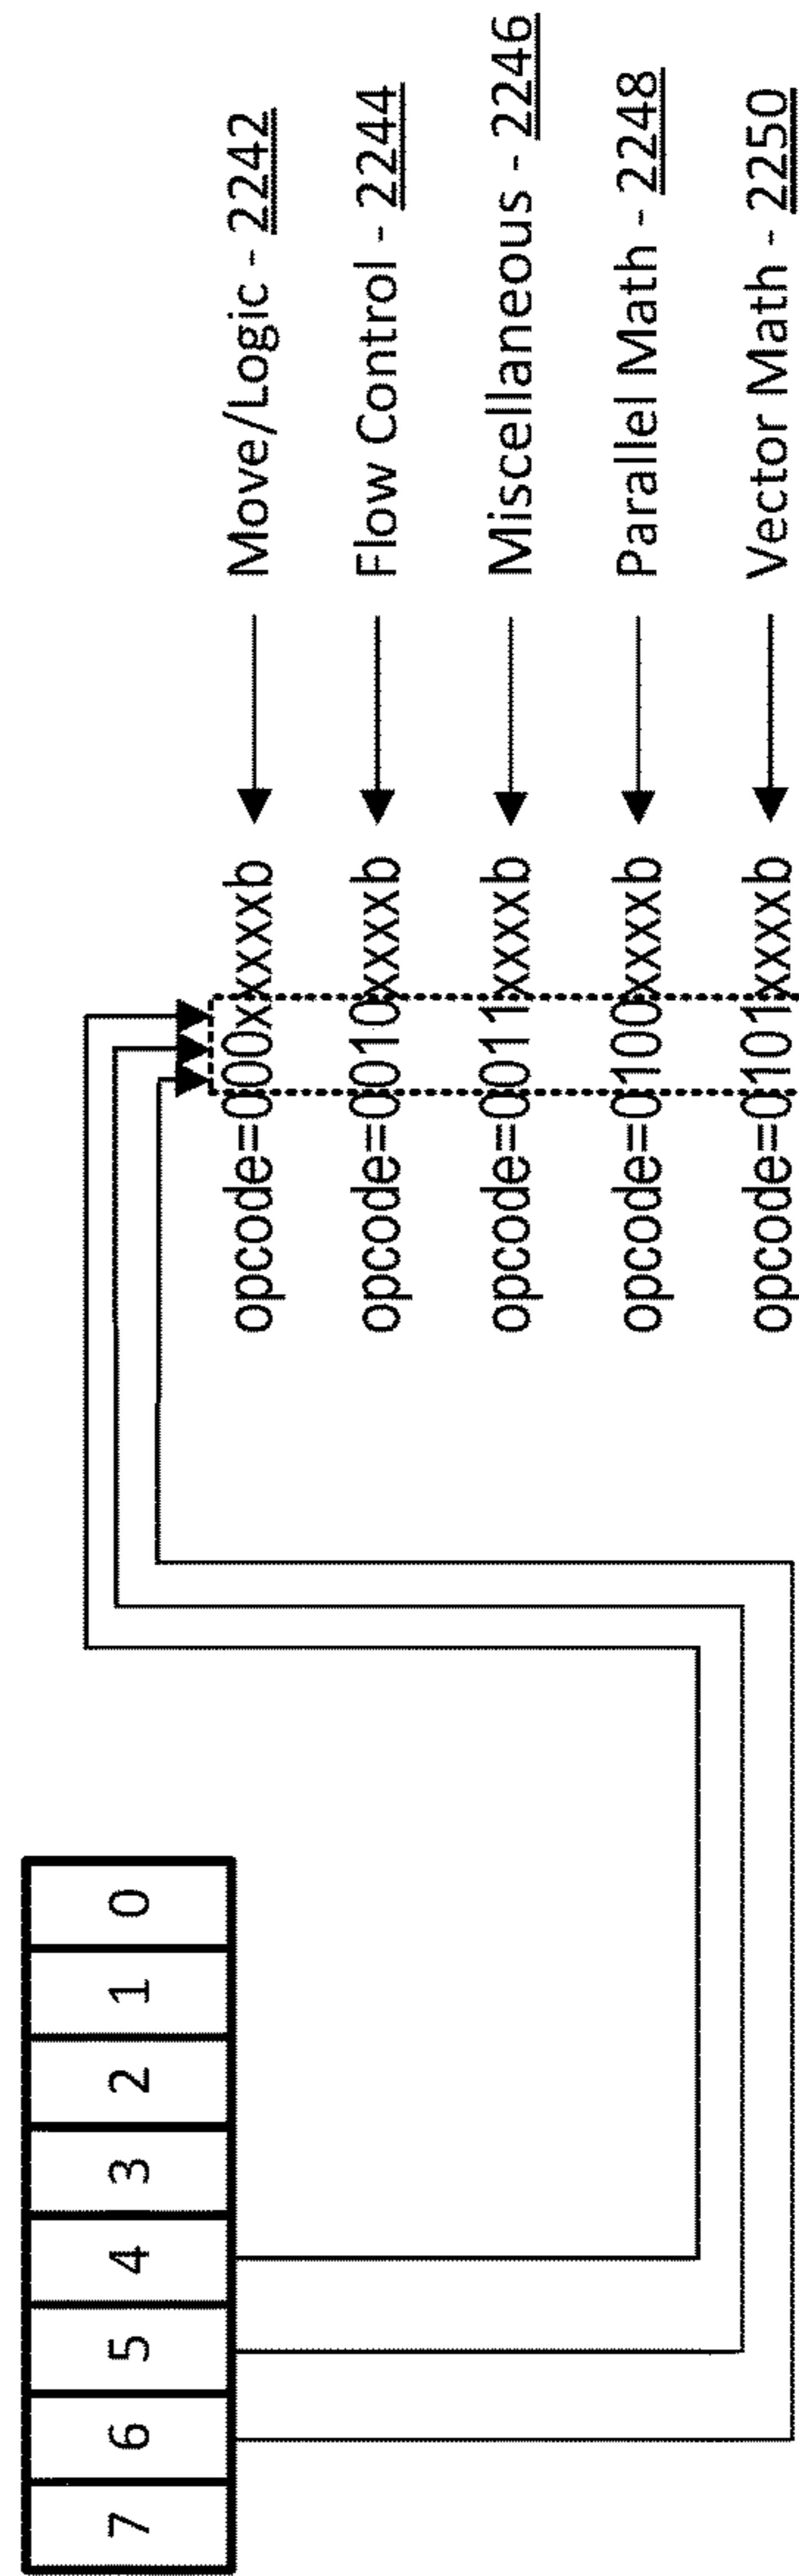 7 6 5 4 3 2 1 0
opcode=000xxxxxb Move/Logic - 2242
opcode=0010xxxxb Flow Control - 2244
opcode=0011xxxxb Miscellaneous - 2246
opcode=0100xxxxb Parallel Math - 2248
opcode=0101xxxxb Vector Math - 2250